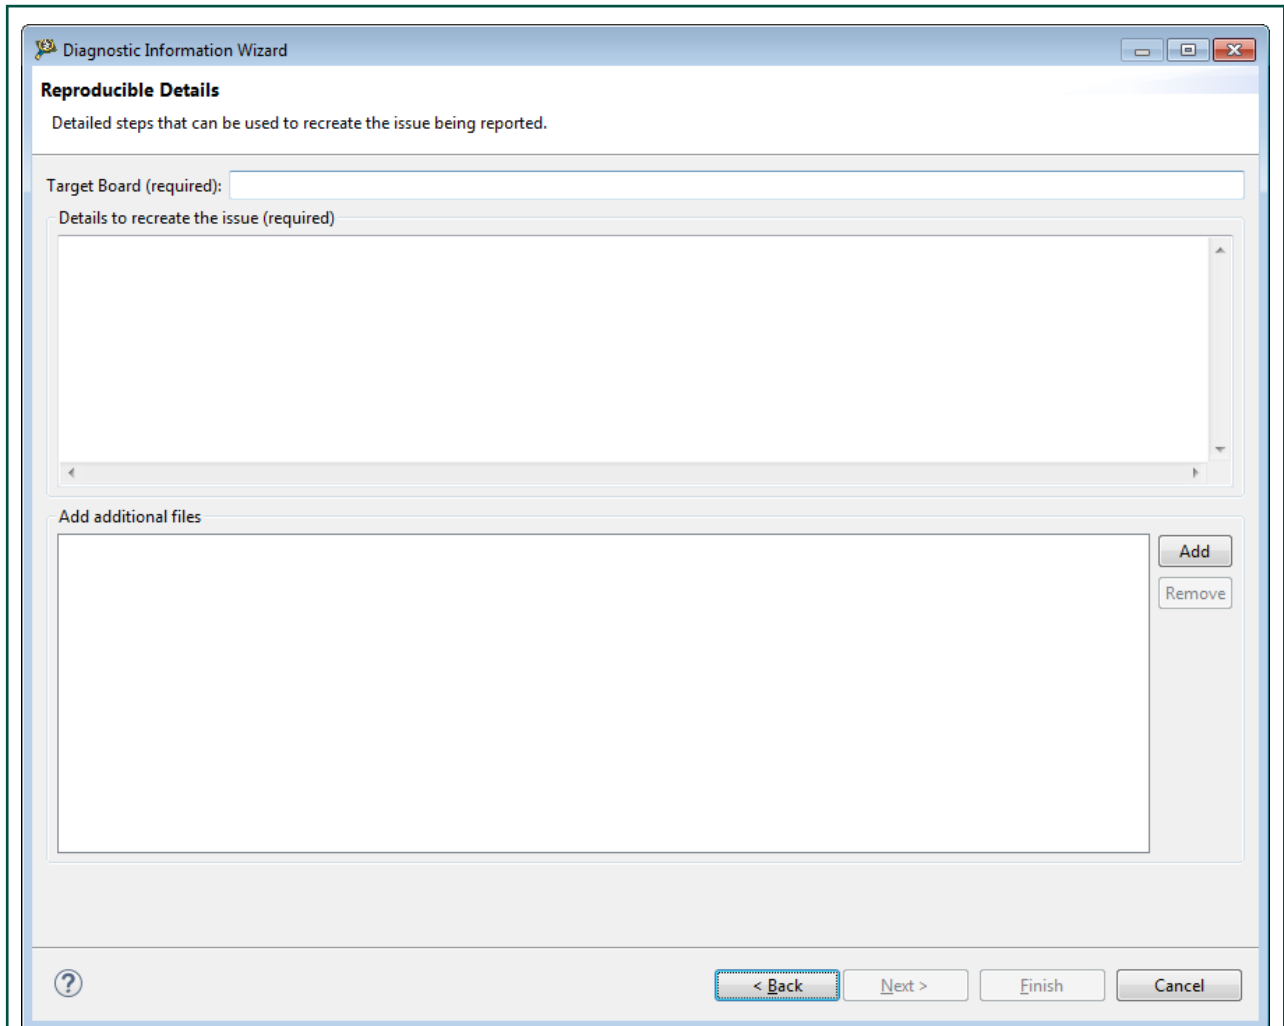 Diagnostic Information Wizard
Reproducible Details
Detailed steps that can be used to recreate the issue being reported.
Target Board (required):
Details to recreate the issue (required)
Add additional files
Add
Remove
?
< Back
Next >
Finish
Cancel